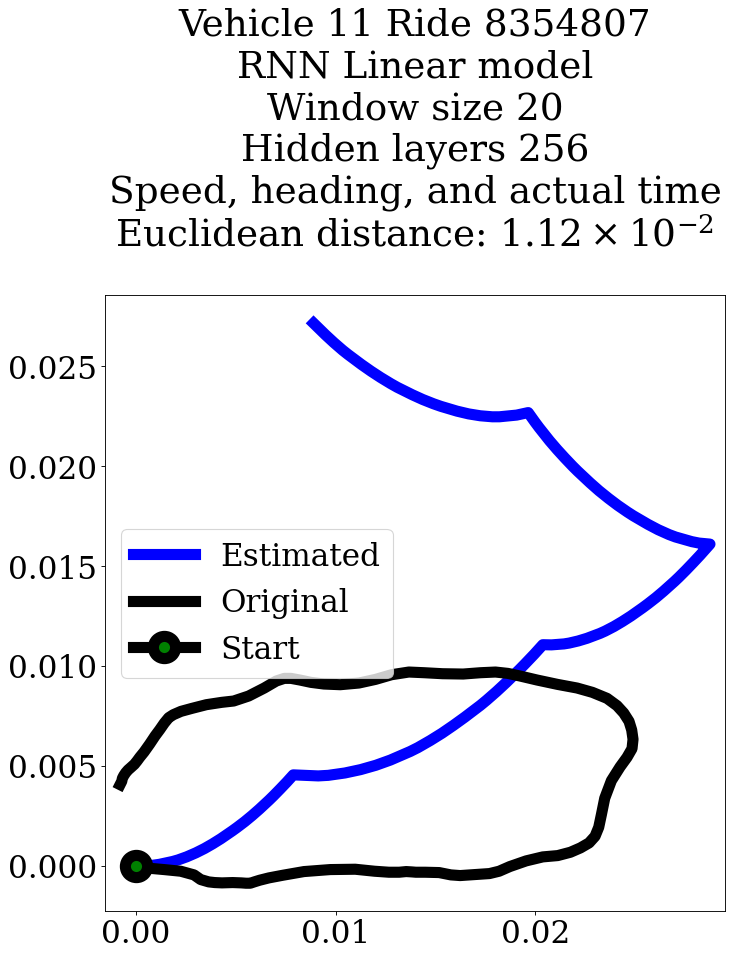 Vehicle 11 Ride 8354807
RNN Linear model
Window size 20
Hidden layers 256
Speed, heading, and actual time
Euclidean distance: 1.12 × 10⁻²
0.025
0.020
0.015
0.010
0.005
0.000
Estimated
Original
Start
0.00 0.01 0.02